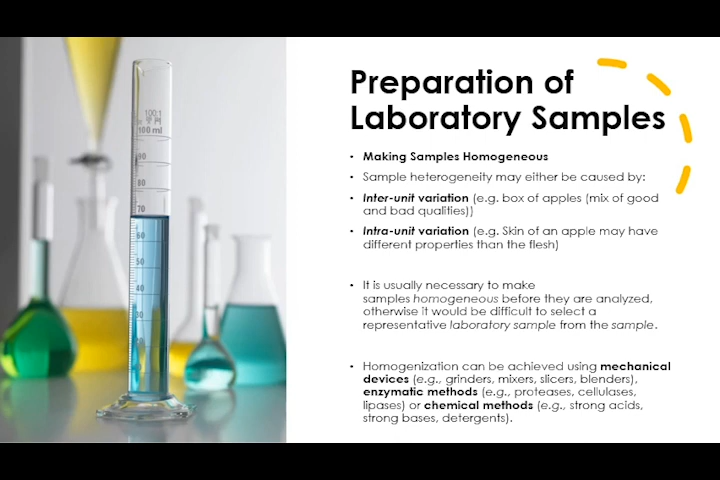 Preparation of
Laboratory Samples
• Making Samples Homogeneous
• Sample heterogeneity may either be caused by:
• Inter-unit variation (e.g. box of apples (mix of good
and bad qualities))
• Intra-unit variation (e.g. Skin of an apple may have
different properties than the flesh)
• It is usually necessary to make
samples homogeneous before they are analyzed,
otherwise it would be difficult to select a
representative laboratory sample from the sample.
• Homogenization can be achieved using mechanical
devices (e.g., grinders, mixers, slicers, blenders),
enzymatic methods (e.g., proteases, cellulases,
lipases) or chemical methods (e.g., strong acids,
strong bases, detergents).
100:1
100 ml
90
80
70
60
50
40
30